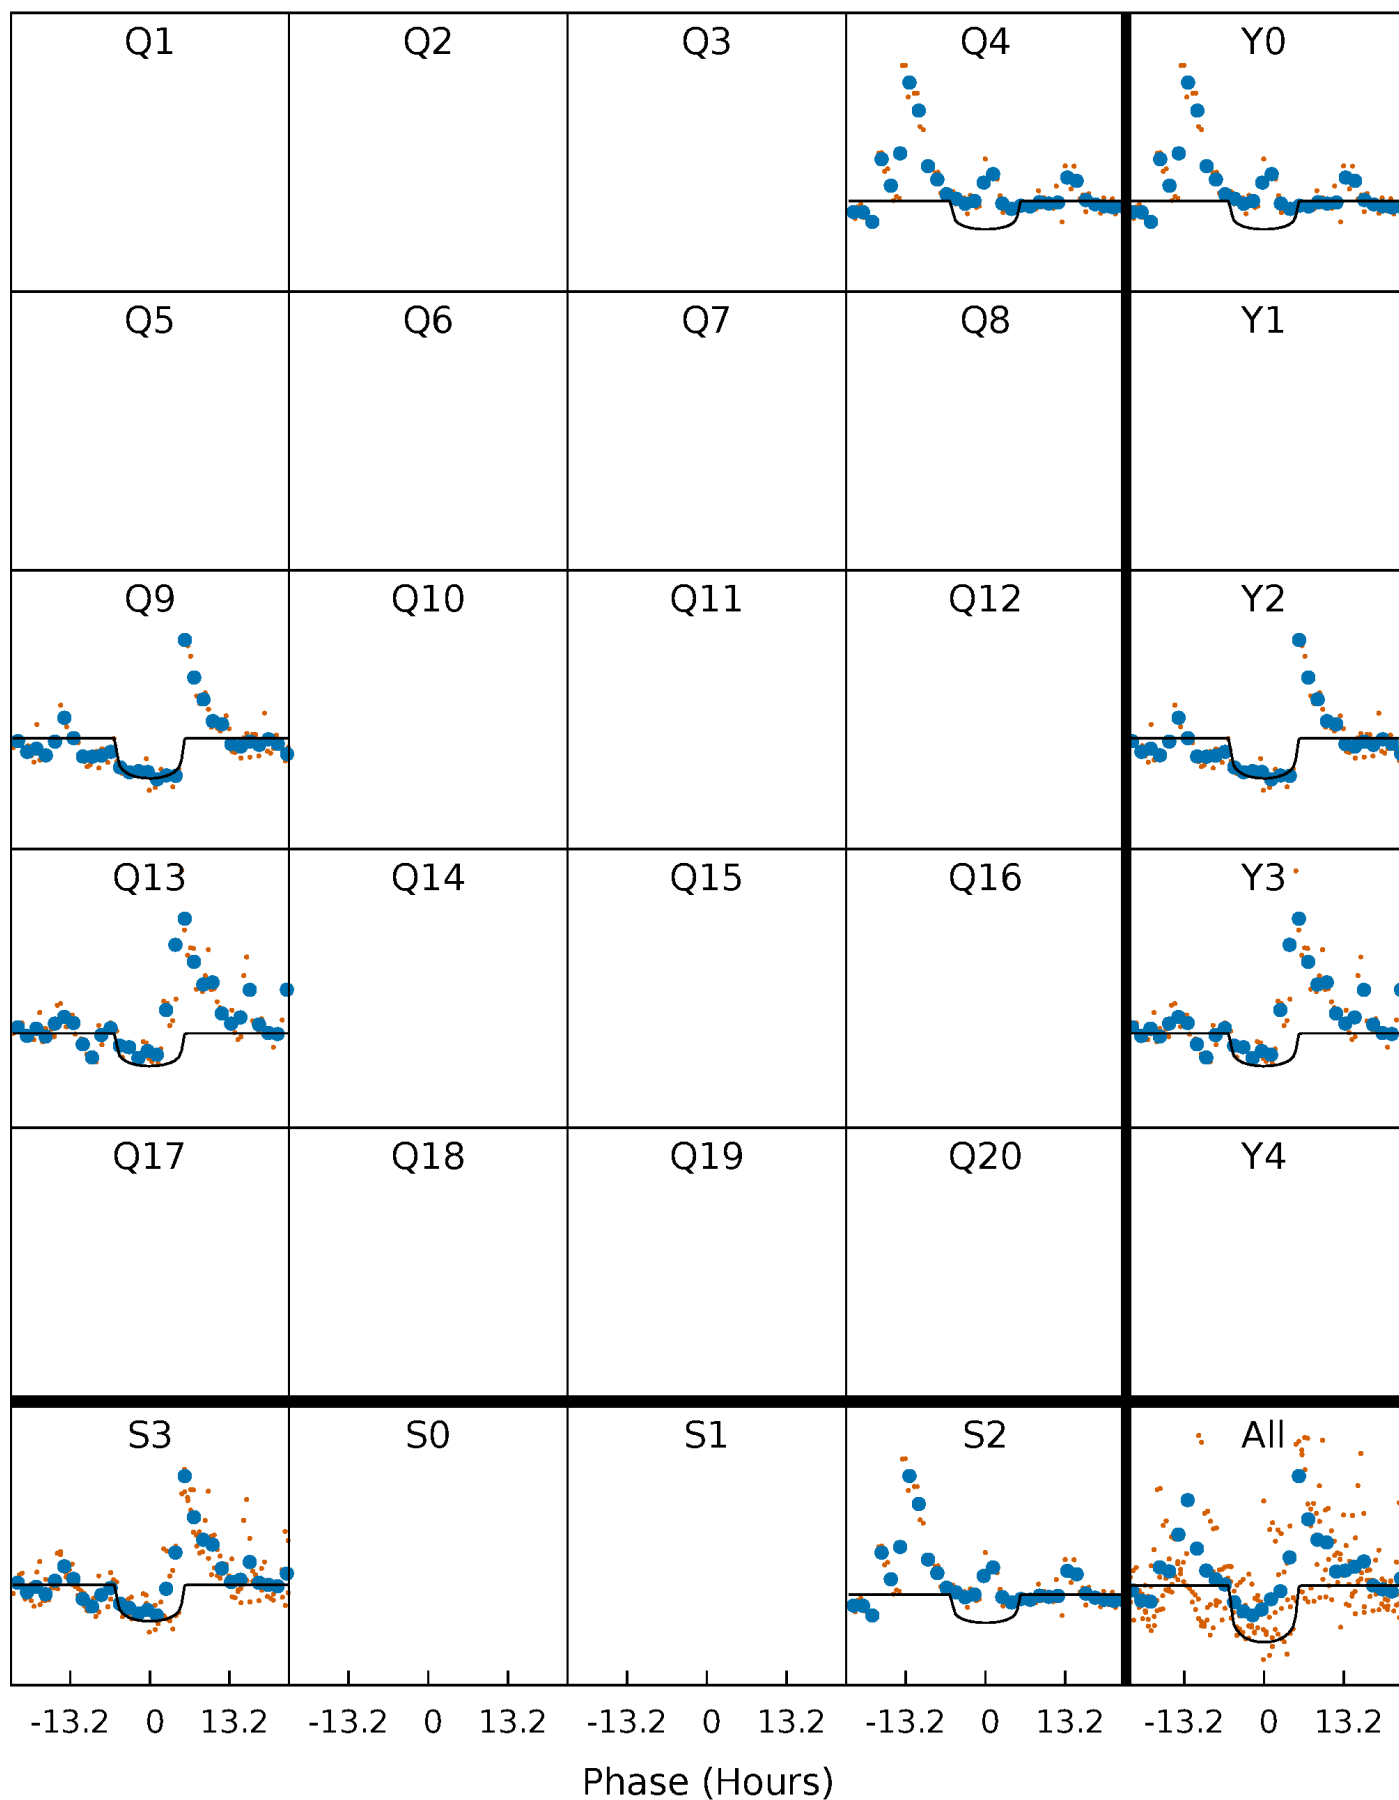 Q1 Q2 Q3 Q4 Y0
Q5 Q6 Q7 Q8 Y1
Q9 Q10 Q11 Q12 Y2
Q13 Q14 Q15 Q16 Y3
Q17 Q18 Q19 Q20 Y4
S3 S0 S1 S2 All
-13.2 0 13.2 -13.2 0 13.2 -13.2 0 13.2 -13.2 0 13.2 -13.2 0 13.2
Phase (Hours)